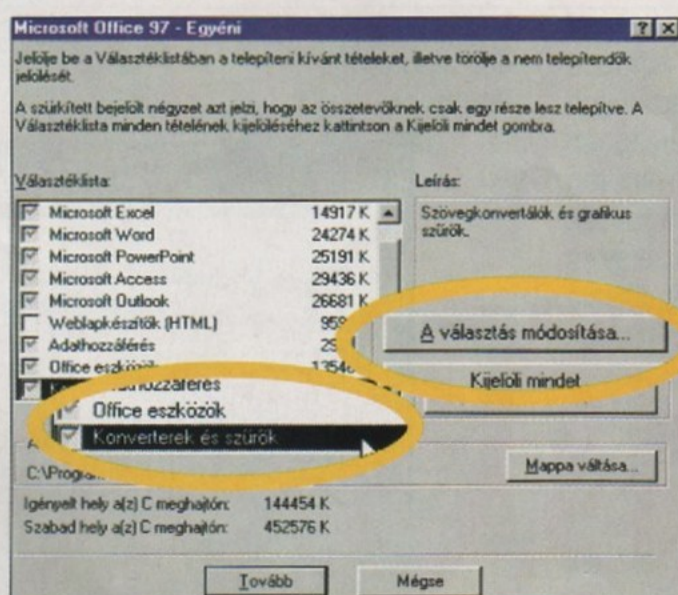 Microsoft Office 97 - Egyéni
Jelölje be a Választéklistában a telepíteni kívánt tételeket, illetve törölje a nem telepítendők
jelölését.
A szürkített bejelölt négyzet azt jelzi, hogy az összetevőknek csak egy része lesz telepítve. A
Választéklista minden tételének kijelöléséhez kattintson a Kijelöli mindet gombra.
Választéklista:
Leírás:
Microsoft Excel 14917 K
Microsoft Word 24274 K
Microsoft PowerPoint 25191 K
Microsoft Access 29436 K
Microsoft Outlook 26681 K
Weblapkészítők (HTML)
Adathozzáférés
Office eszközök
Szövegkonvertálók és grafikus
szűrők.
A választás módosítása...
Kijelöli mindet
Office eszközök
Konverterek és szűrők
Mappa váltása...
Igényelt hely a(z) C meghajtón: 144454 K
Szabad hely a(z) C meghajtón: 452576 K
Tovább
Mégse